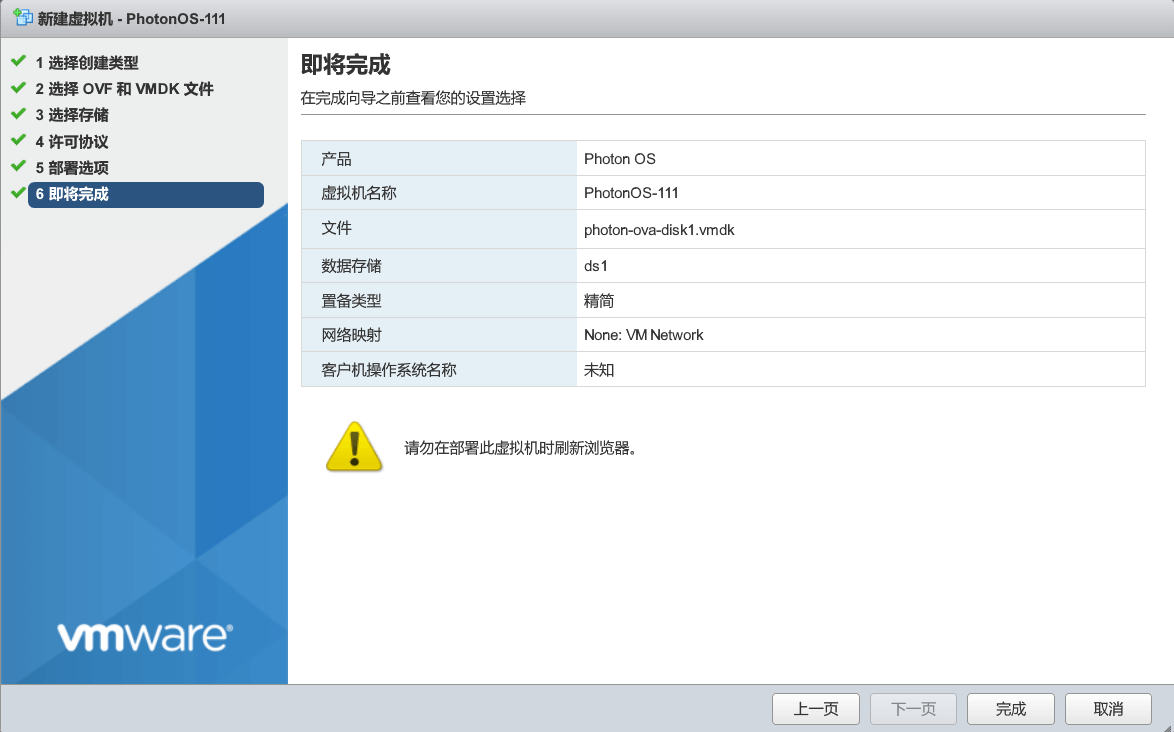 新建虚拟机 - PhotonOS-111
1 选择创建类型
2 选择 OVF 和 VMDK 文件
3 选择存储
4 许可协议
5 部署选项
6 即将完成
vmware®
即将完成
在完成向导之前查看您的设置选择
产品 Photon OS
虚拟机名称 PhotonOS-111
文件 photon-ova-disk1.vmdk
数据存储 ds1
置备类型 精简
网络映射 None: VM Network
客户机操作系统名称 未知
请勿在部署此虚拟机时刷新浏览器。
上一页 下一页 完成 取消